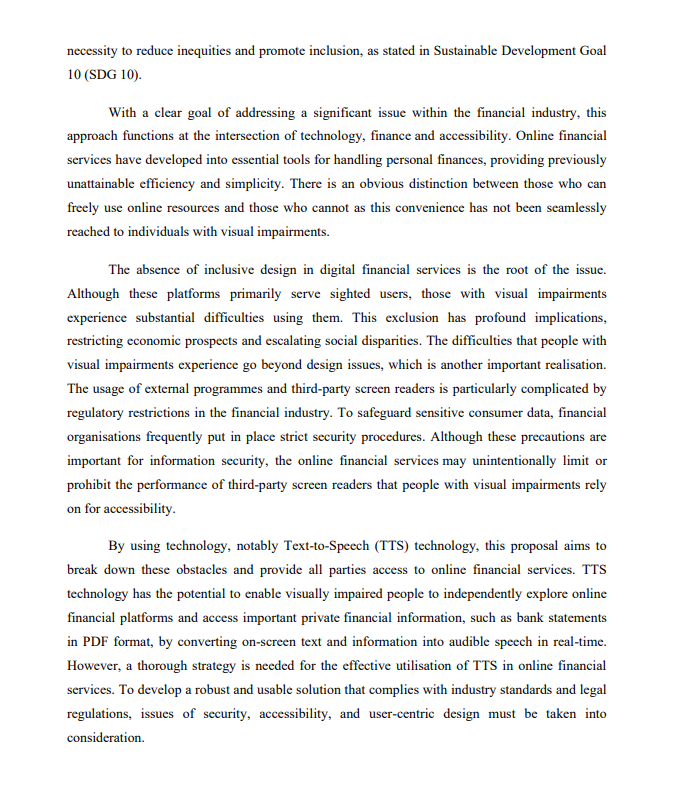 necessity to reduce inequities and promote inclusion, as stated in Sustainable Development Goal
10 (SDG 10).
With a clear goal of addressing a significant issue within the financial industry, this
approach functions at the intersection of technology, finance and accessibility. Online financial
services have developed into essential tools for handling personal finances, providing previously
unattainable efficiency and simplicity. There is an obvious distinction between those who can
freely use online resources and those who cannot as this convenience has not been seamlessly
reached to individuals with visual impairments.
The absence of inclusive design in digital financial services is the root of the issue.
Although these platforms primarily serve sighted users, those with visual impairments
experience substantial difficulties using them. This exclusion has profound implications,
restricting economic prospects and escalating social disparities. The difficulties that people with
visual impairments experience go beyond design issues, which is another important realisation.
The usage of external programmes and third-party screen readers is particularly complicated by
regulatory restrictions in the financial industry. To safeguard sensitive consumer data, financial
organisations frequently put in place strict security procedures. Although these precautions are
important for information security, the online financial services may unintentionally limit or
prohibit the performance of third-party screen readers that people with visual impairments rely
on for accessibility.
By using technology, notably Text-to-Speech (TTS) technology, this proposal aims to
break down these obstacles and provide all parties access to online financial services. TTS
technology has the potential to enable visually impaired people to independently explore online
financial platforms and access important private financial information, such as bank statements
in PDF format, by converting on-screen text and information into audible speech in real-time.
However, a thorough strategy is needed for the effective utilisation of TTS in online financial
services. To develop a robust and usable solution that complies with industry standards and legal
regulations, issues of security, accessibility, and user-centric design must be taken into
consideration.